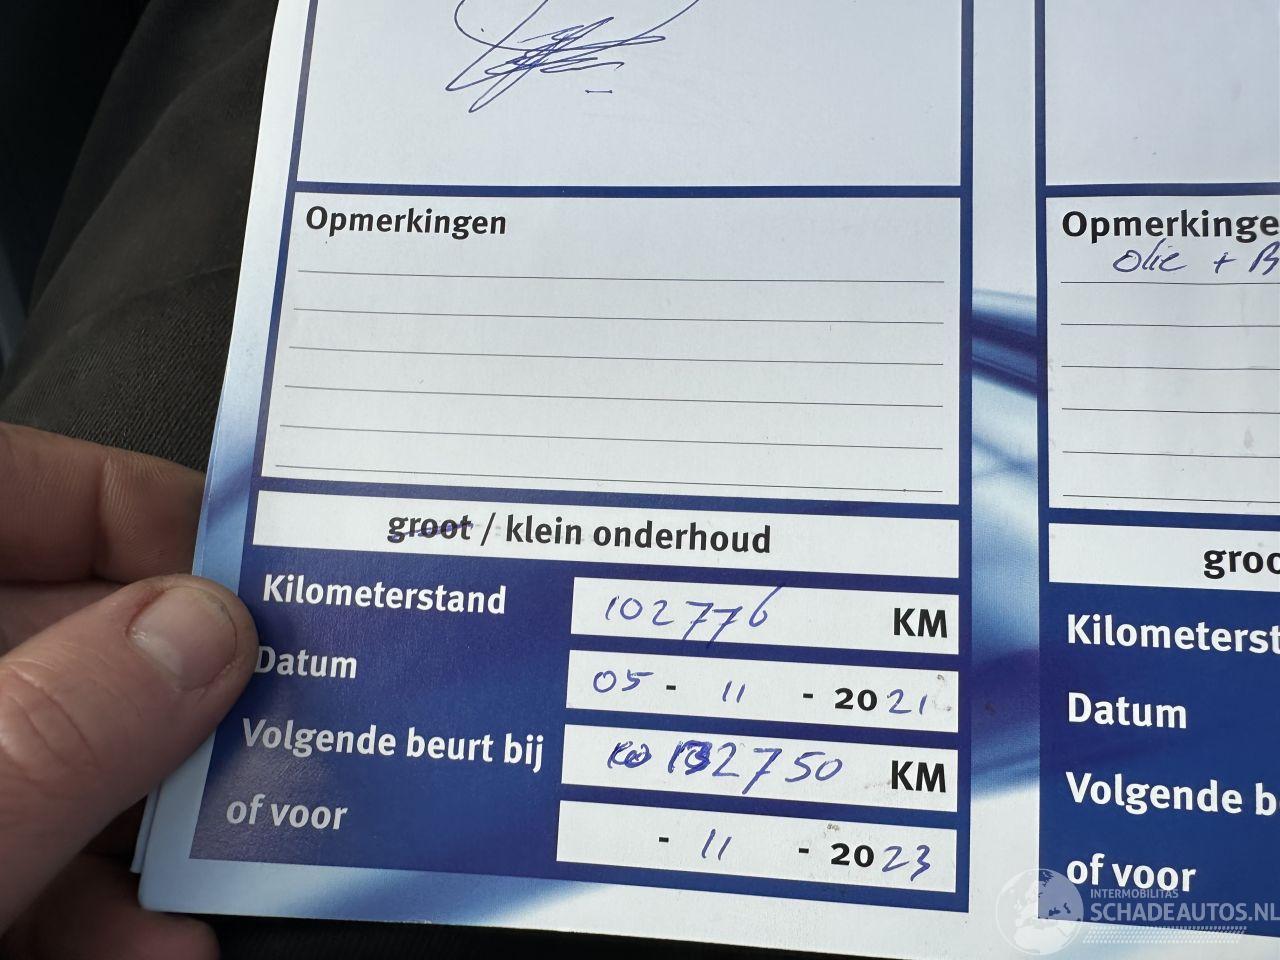 Opmerkingen
groot / klein onderhoud
Kilometerstand 102776 KM
Datum 05 - 11 - 2021
Volgende beurt bij 132750 KM
of voor - 11 - 2023
Opmerkinge
olie + B
groo
Kilometerst
Datum
Volgende b
of voor
INTERMOBILITAS
SCHADEAUTOS.NL